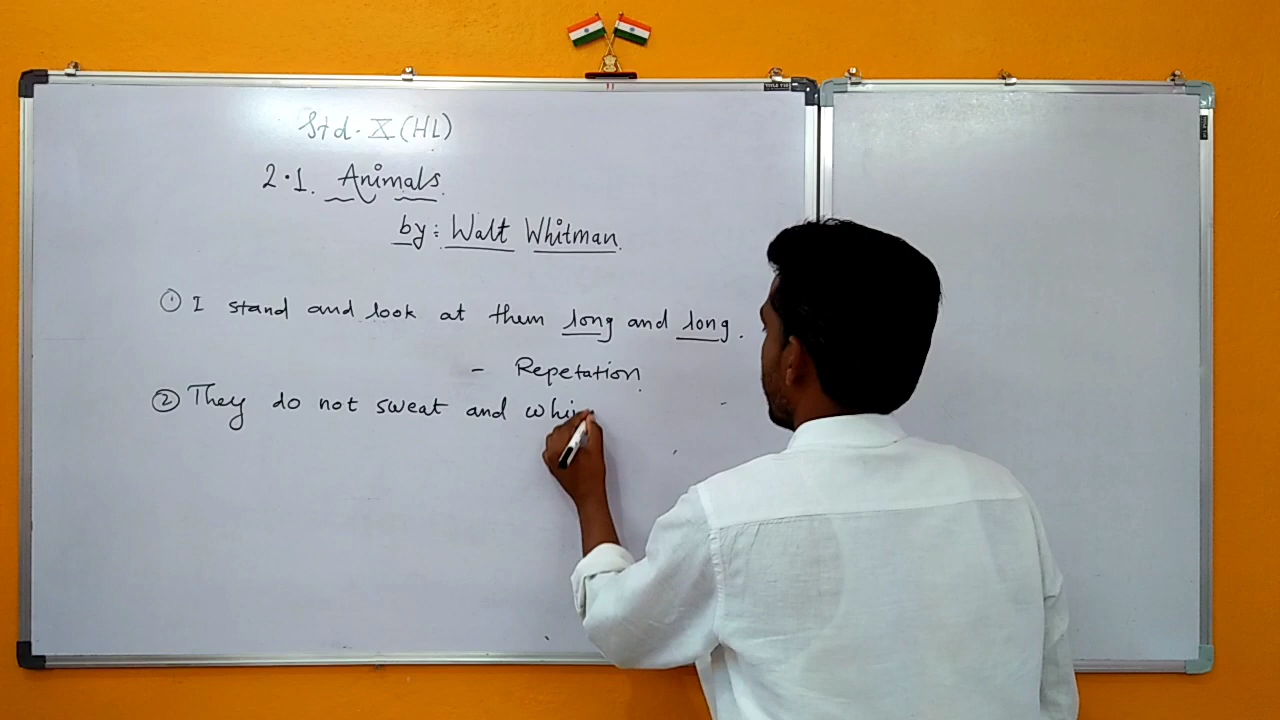 Std. X (HL)
2.1. Animals
by: Walt Whitman.
① I stand and look at them long and long.
- Repetation.
② They do not sweat and whi